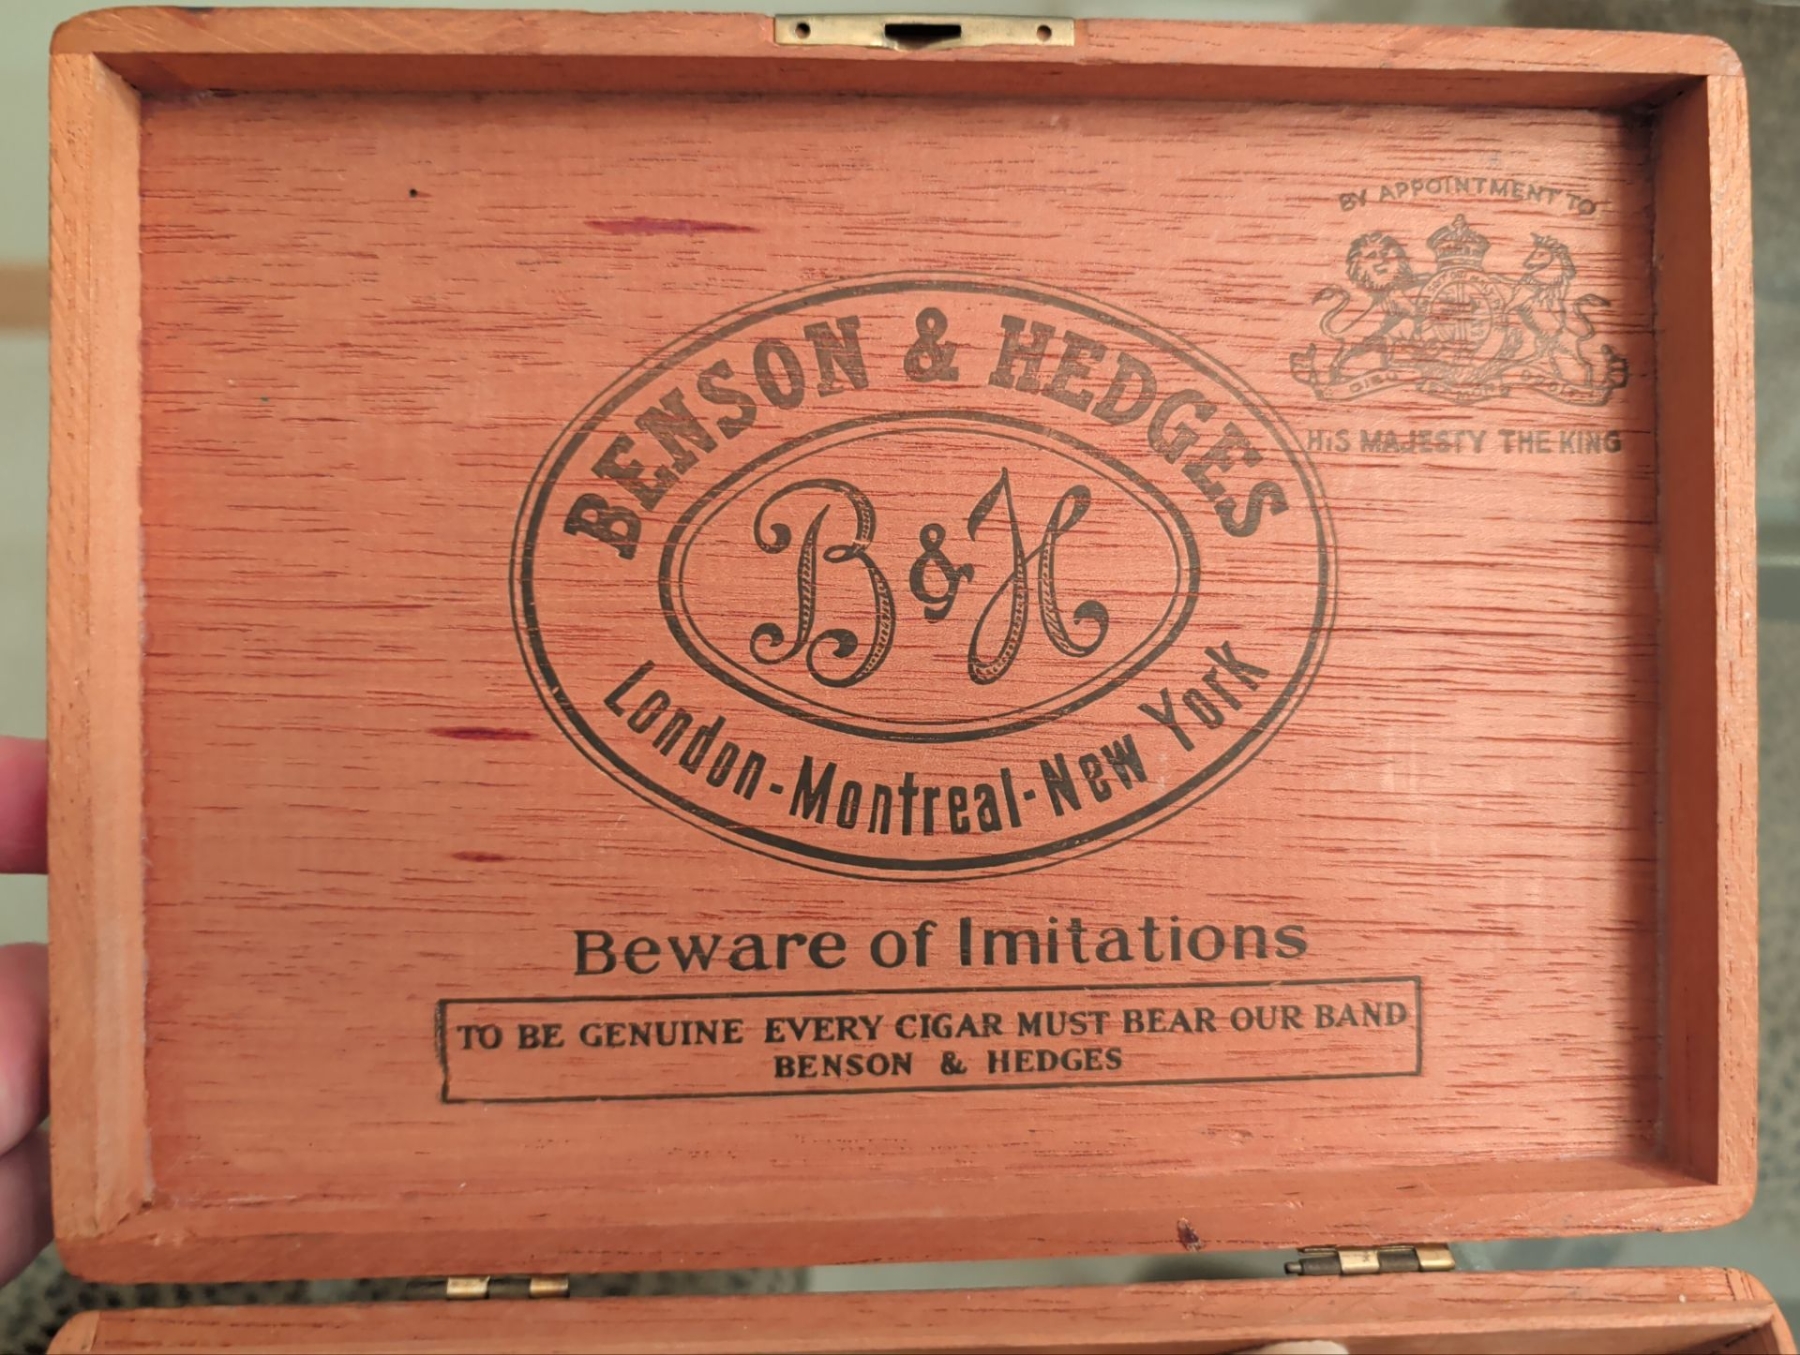 BY APPOINTMENT TO
HIS MAJESTY THE KING
BENSON & HEDGES
B & H
London-Montreal-New York
Beware of Imitations
TO BE GENUINE EVERY CIGAR MUST BEAR OUR BAND
BENSON & HEDGES